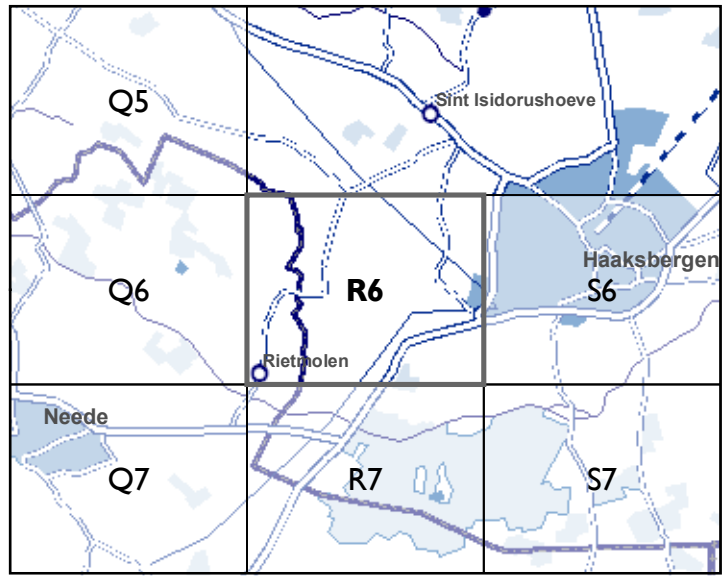 Q5
Sint Isidorushoeve
Q6
R6
Haaksbergen
S6
Rietmolen
Neede
Q7
R7
S7